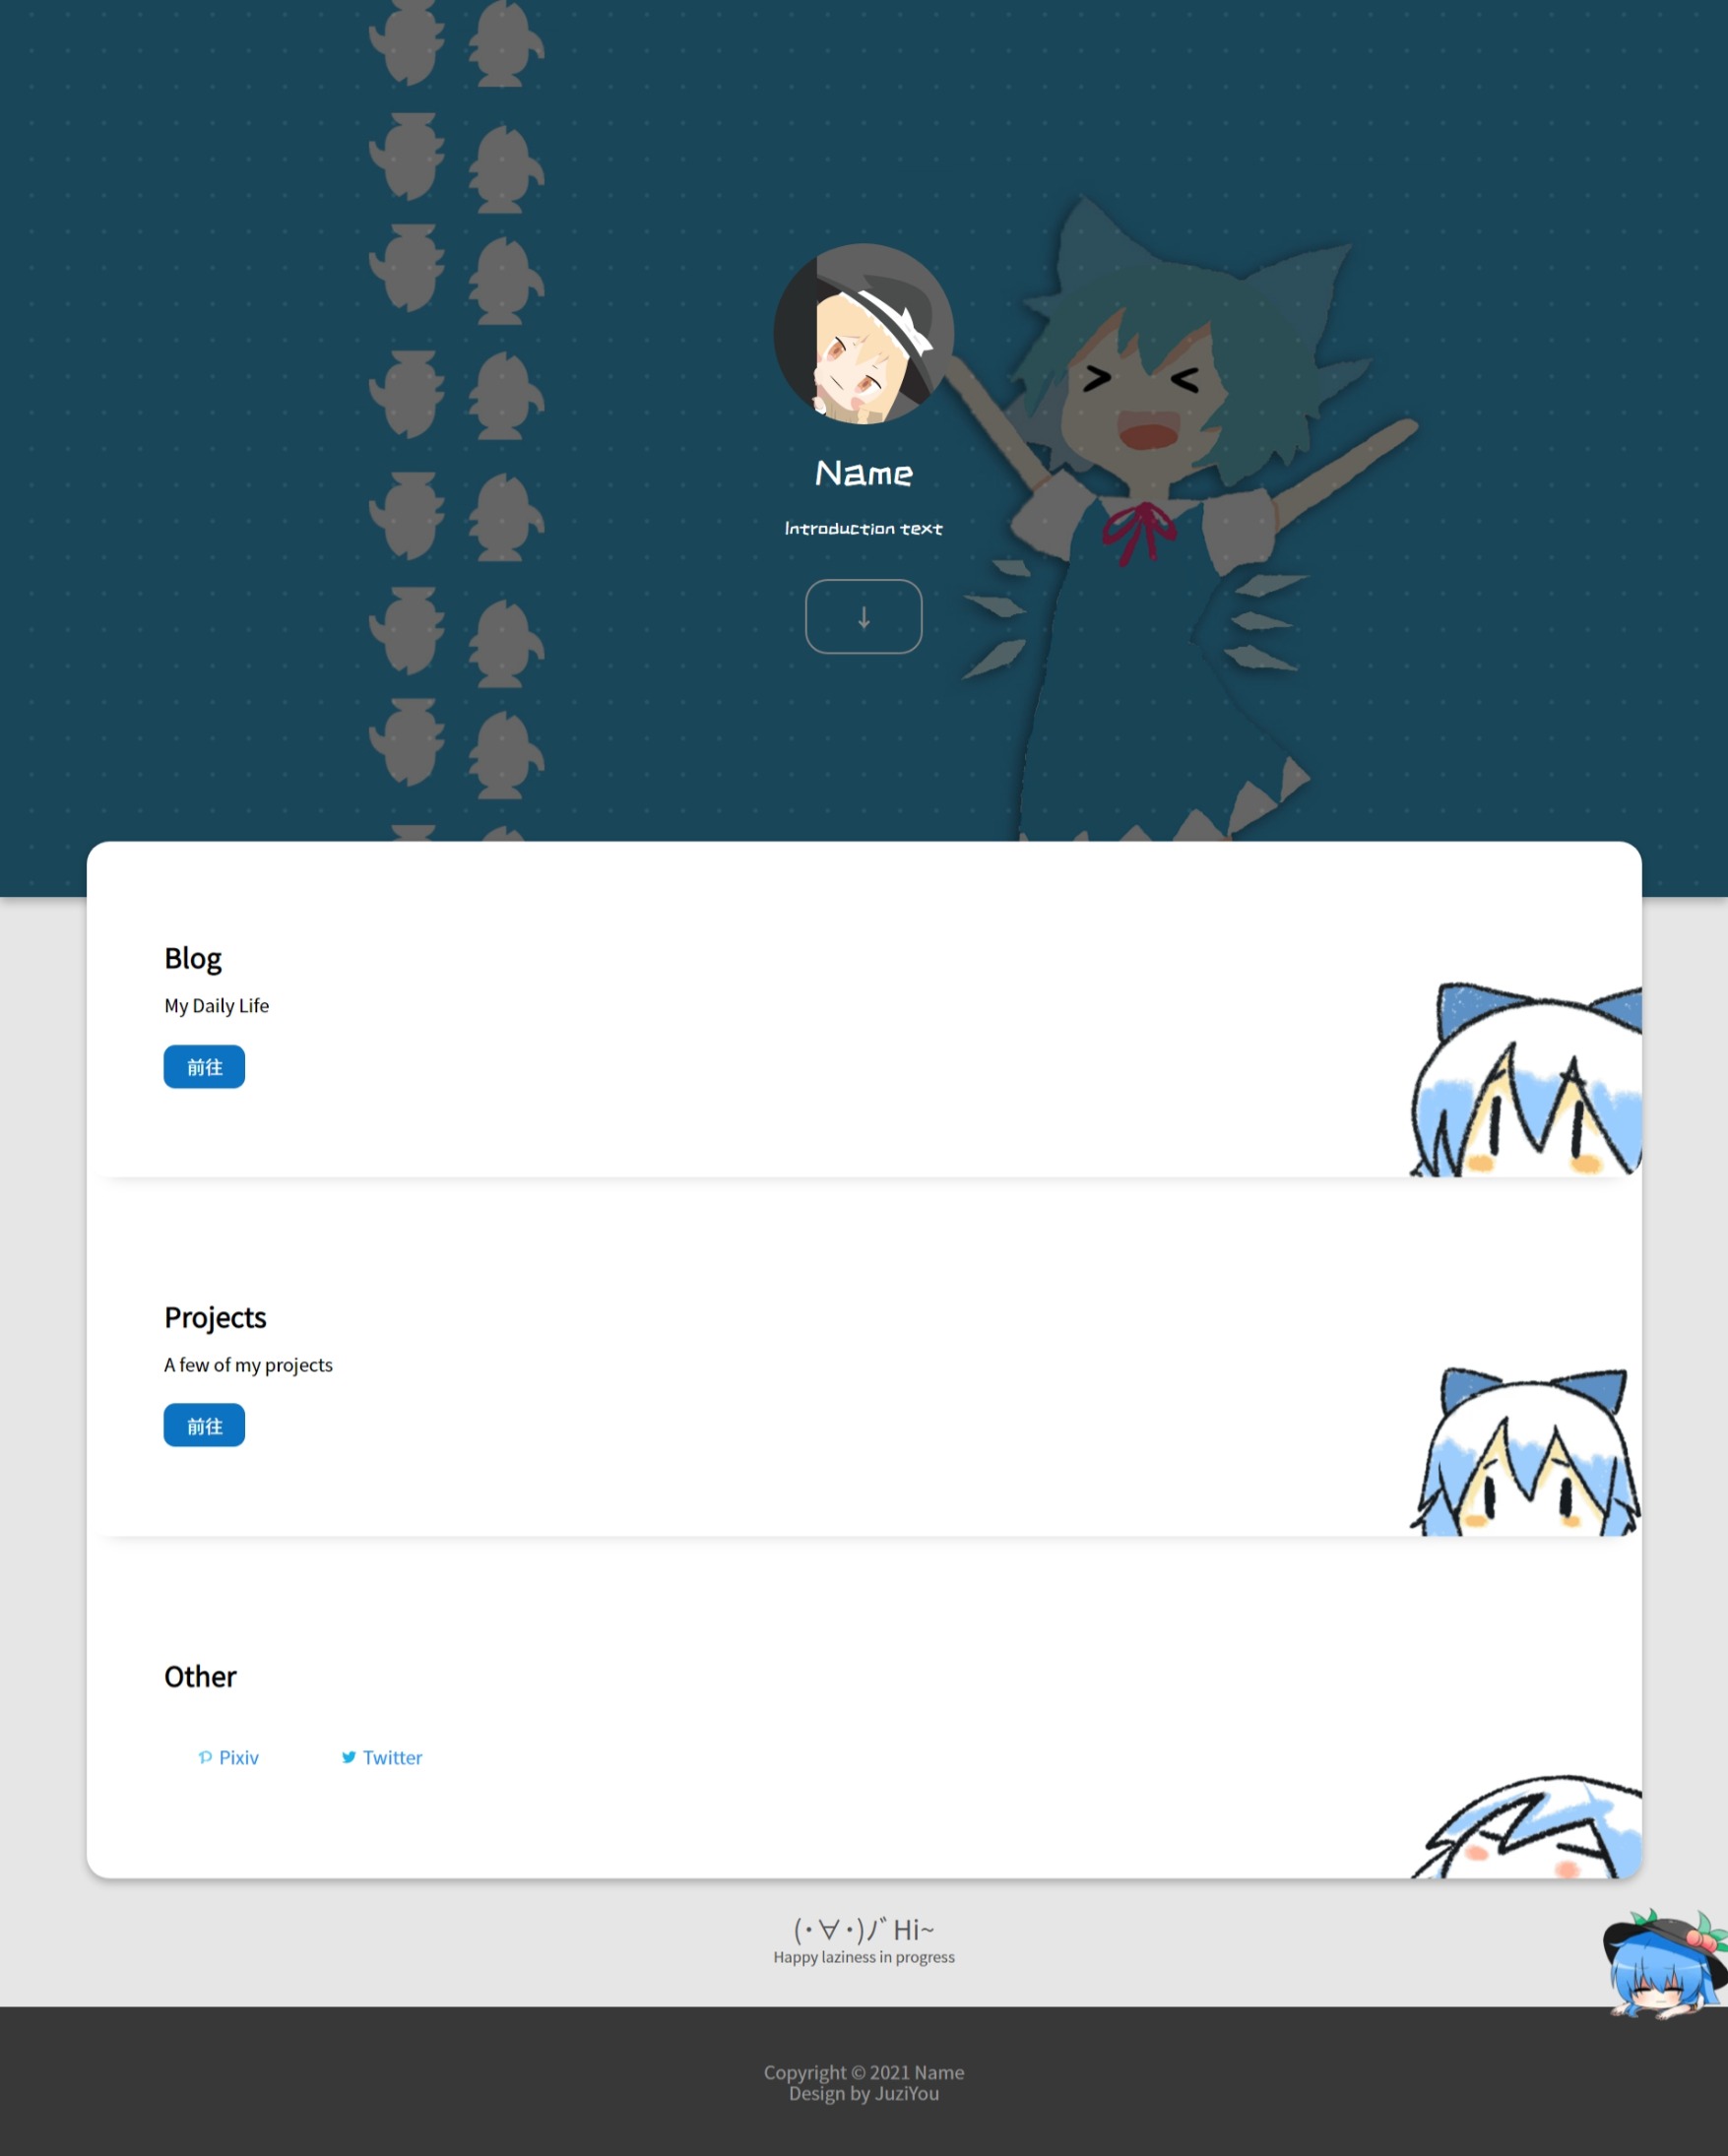 Name
Introduction text
↓
Blog
My Daily Life
前往
Projects
A few of my projects
前往
Other
Pixiv
Twitter
(･∀･)ﾉﾞ Hi~
Happy laziness in progress
Copyright © 2021 Name
Design by JuziYou